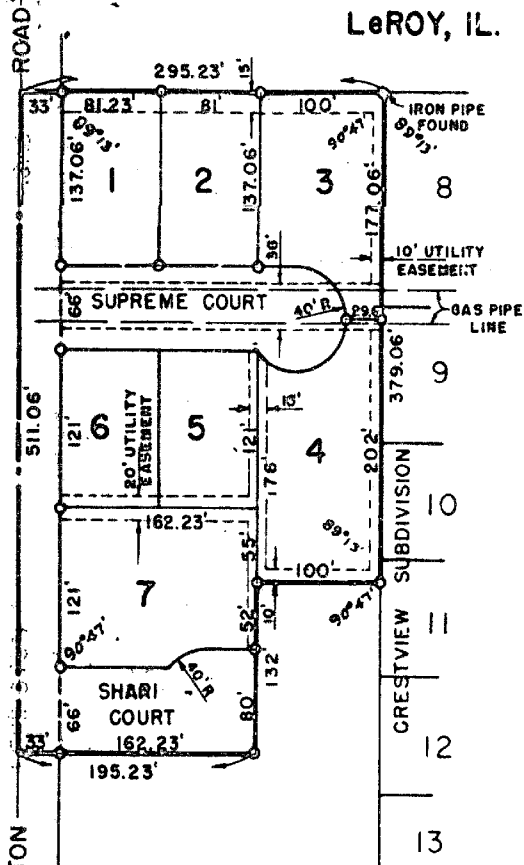 LeROY, IL.
ROAD
295.23'
15'
33'
81.23'
81'
100'
IRON PIPE
FOUND
89°13'
90°47'
89°13'
137.06'
1
2
137.06'
3
177.06'
8
36'
10' UTILITY
EASEMENT
66'
SUPREME COURT
40' R
29.6'
GAS PIPE
LINE
379.06'
9
511.06'
121'
6
20' UTILITY
EASEMENT
5
121'
176'
4
202'
10
SUBDIVISION
162.23'
89°13'
55'
100'
10'
90°47'
121'
7
52'
11
90°47'
40' R
132'
SHARI
COURT
CRESTVIEW
66'
80'
12
33'
162.23'
195.23'
TON
13